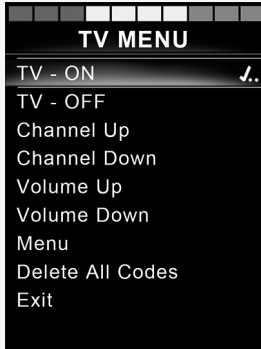 TV MENU
TV - ON
TV - OFF
Channel Up
Channel Down
Volume Up
Volume Down
Menu
Delete All Codes
Exit